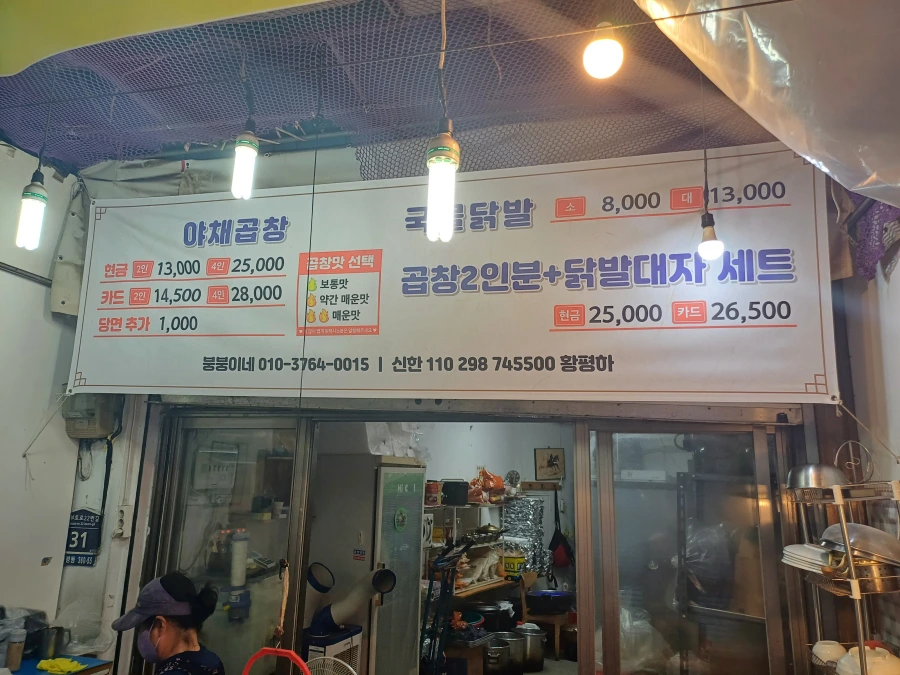 야채곱창
현금 2인 13,000 4인 25,000
카드 2인 14,500 4인 28,000
당면 추가 1,000
곱창맛 선택
보통맛
약간 매운맛
매운맛
닭발 소 8,000 대 13,000
곱창2인분+닭발대자 세트
현금 25,000 카드 26,500
붕붕이네 010-3764-0015 | 신한 110 298 745500 황평하
31